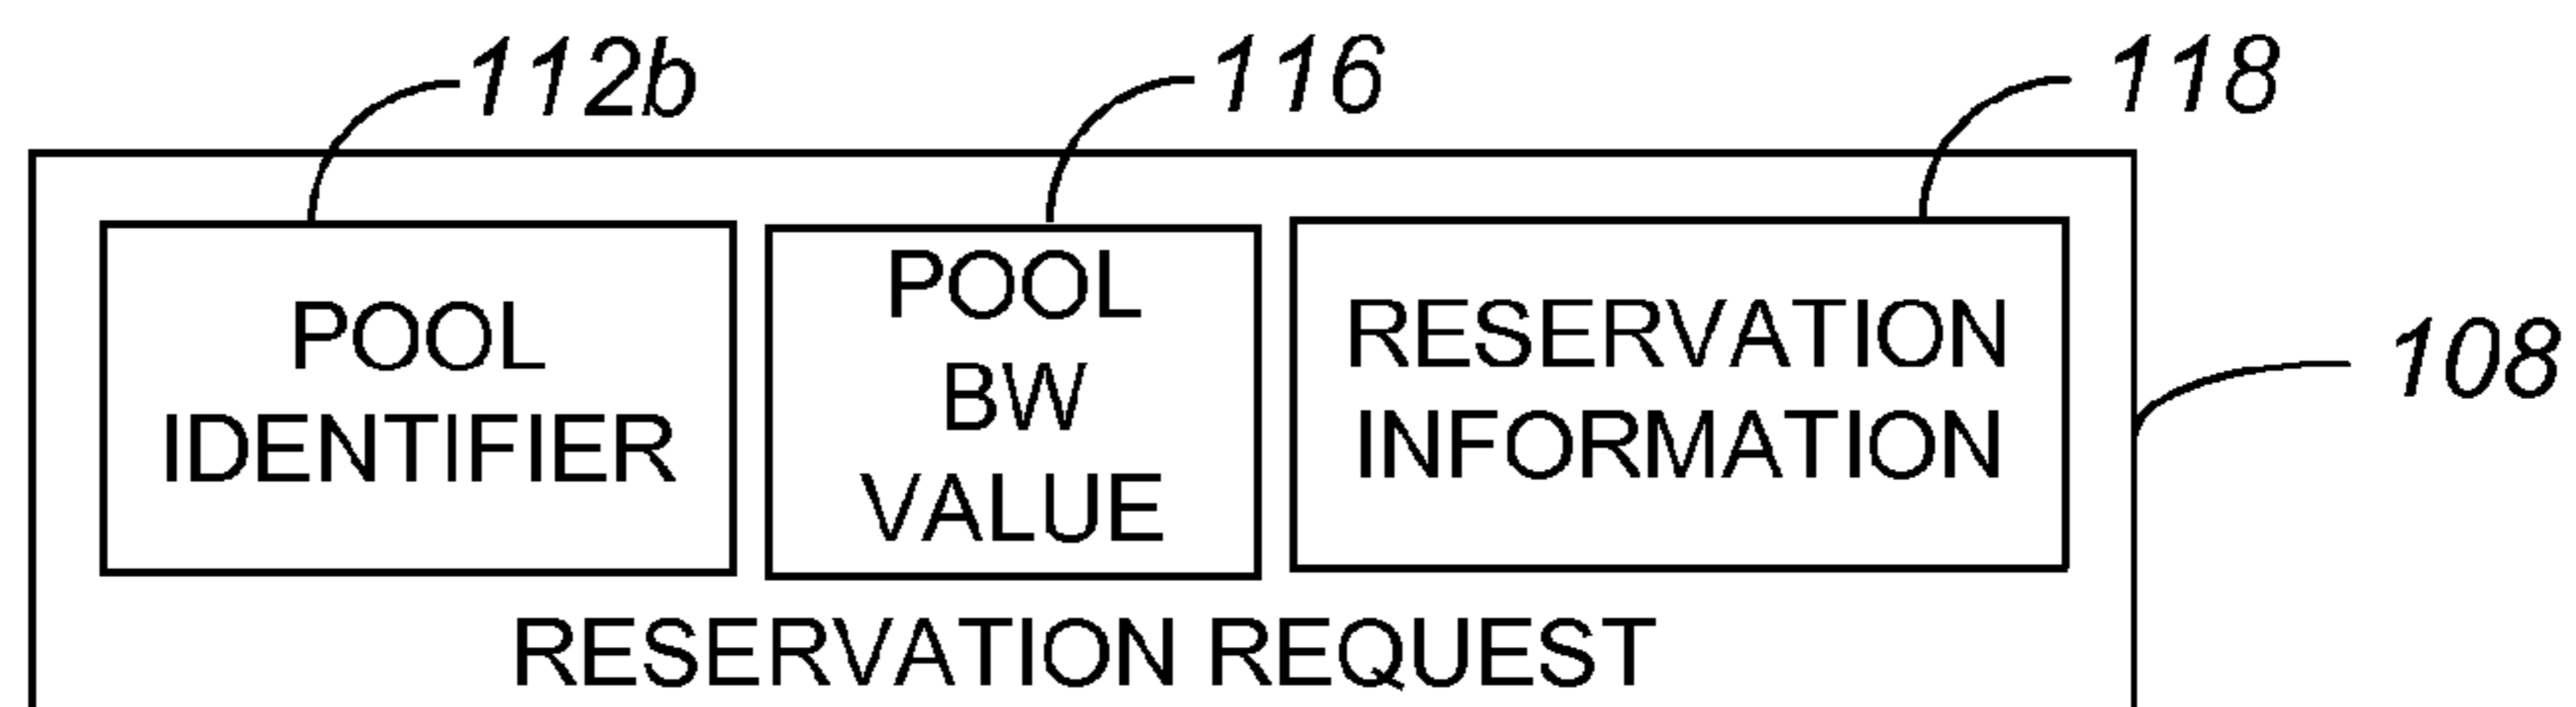 112b
116
118
POOL
IDENTIFIER
POOL
BW
VALUE
RESERVATION
INFORMATION
108
RESERVATION REQUEST